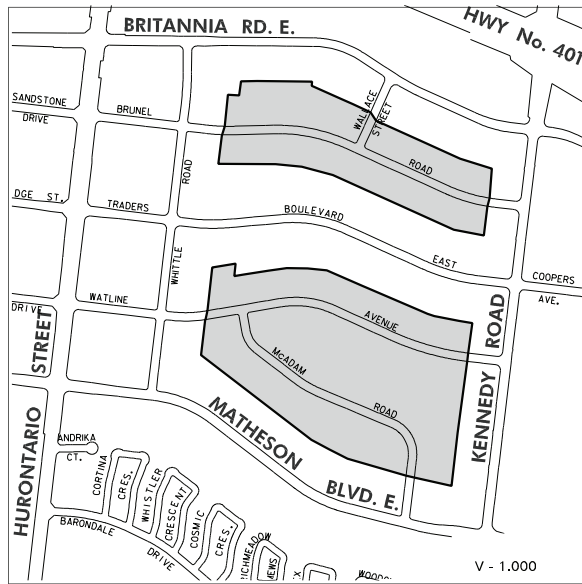 BRITANNIA RD. E.
HWY No. 401
SANDSTONE
DRIVE
BRUNEL
WALLACE
STREET
ROAD
ROAD
DGE ST.
TRADERS
BOULEVARD
EAST
COOPERS
AVE.
WHITTLE
WATLINE
AVENUE
DRIVE
STREET
ROAD
McADAM
ROAD
KENNEDY
MATHESON
BLVD. E.
HURONTARIO
ANDRIKA
CT.
CORTINA
CRES.
WHISTLER
CRESCENT
COSMIC
CRES.
BARONDALE
DRIVE
RICHMEADOW
MEWS
X
WOODG
V - 1.000